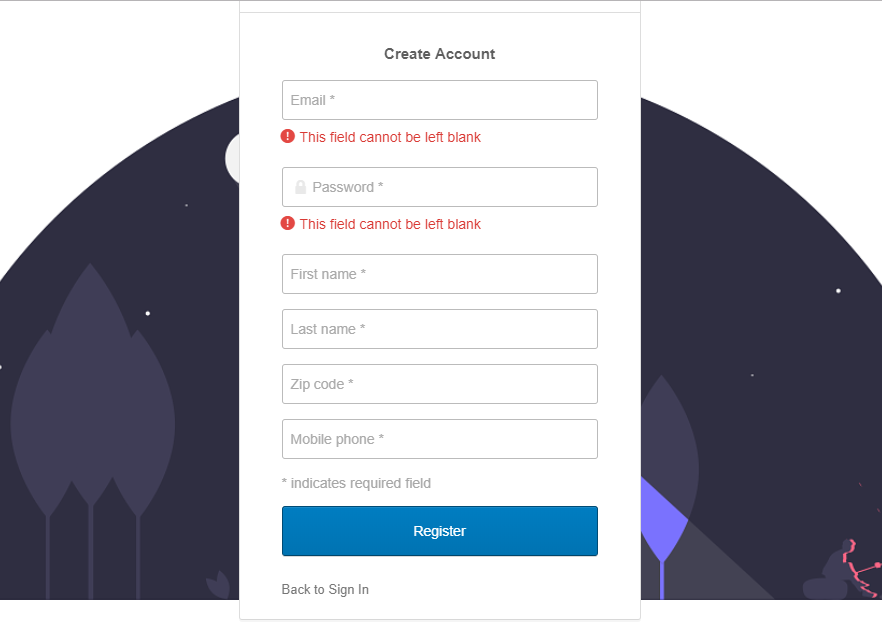 Create Account
Email *
This field cannot be left blank
Password *
This field cannot be left blank
First name *
Last name *
Zip code *
Mobile phone *
* indicates required field
Register
Back to Sign In